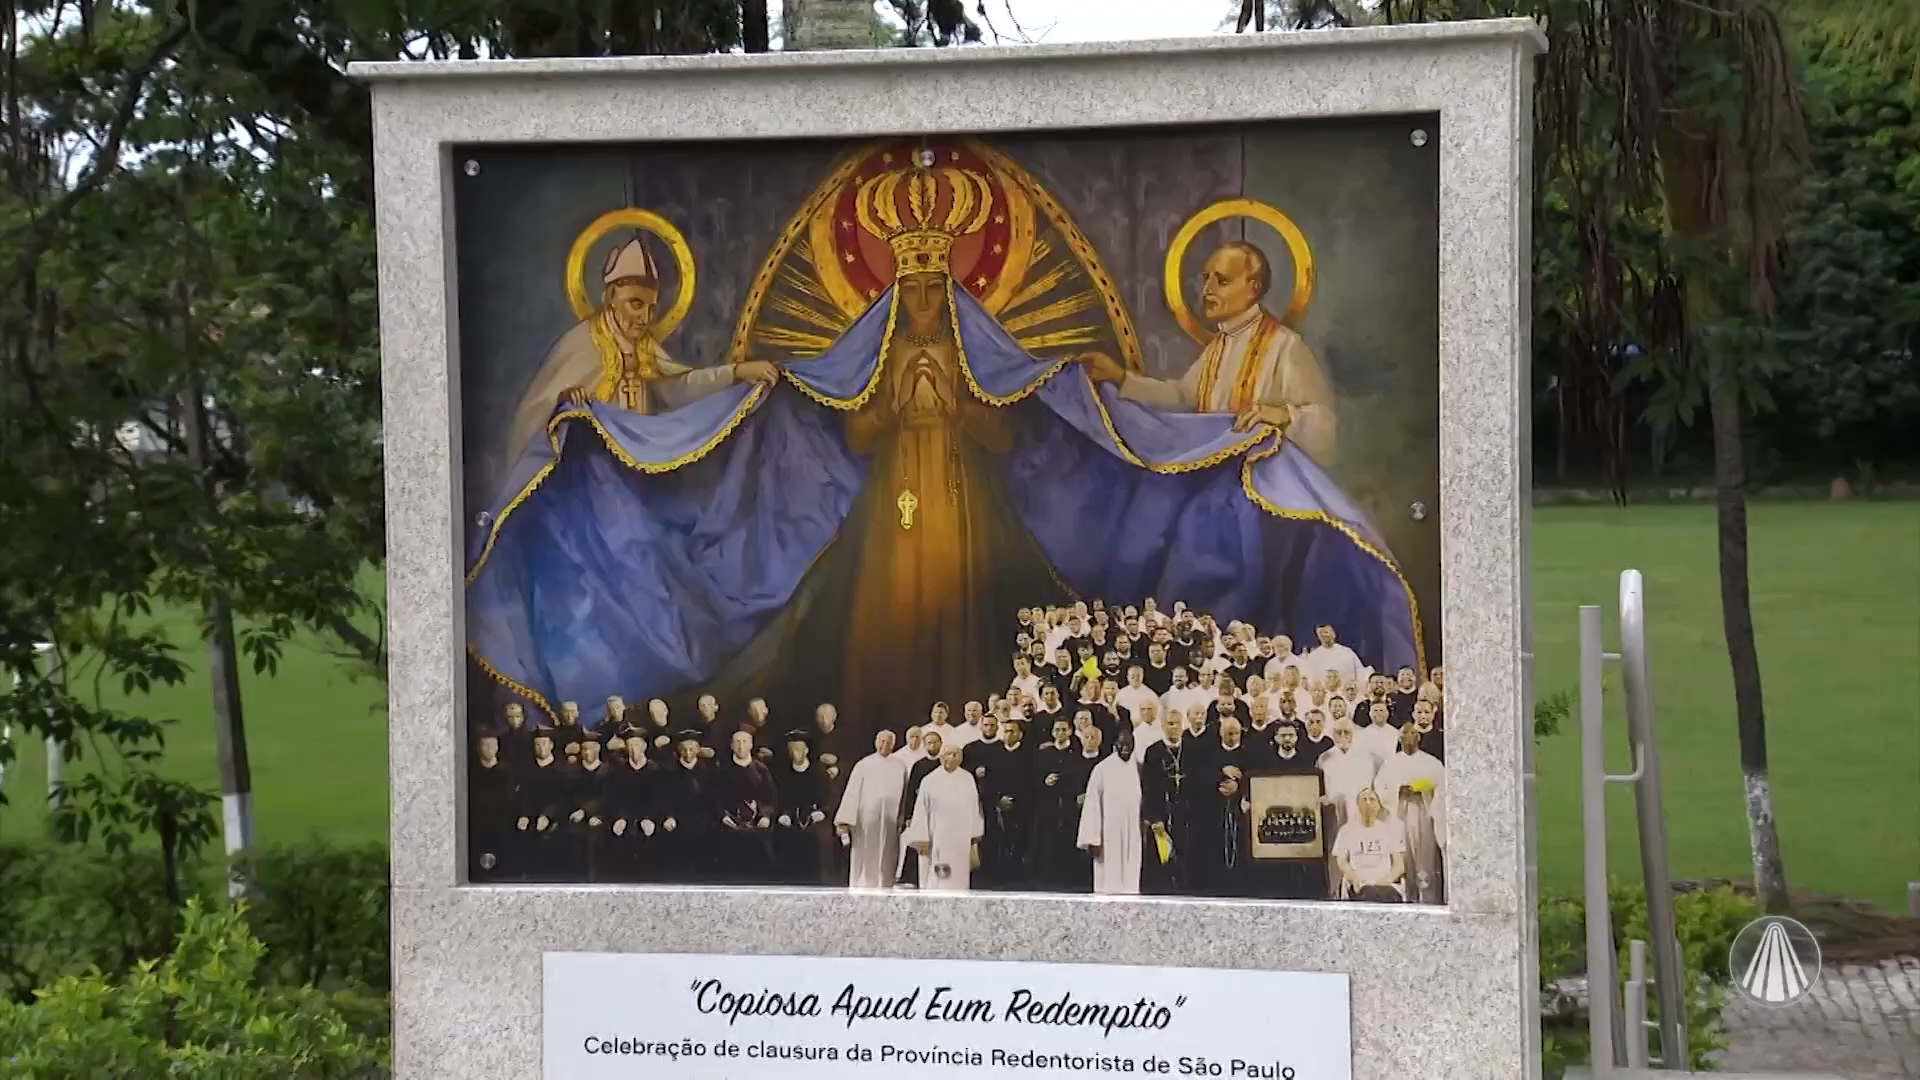 "Copiosa Apud Eum Redemptio"
Celebração de clausura da Província Redentorista de São Paulo